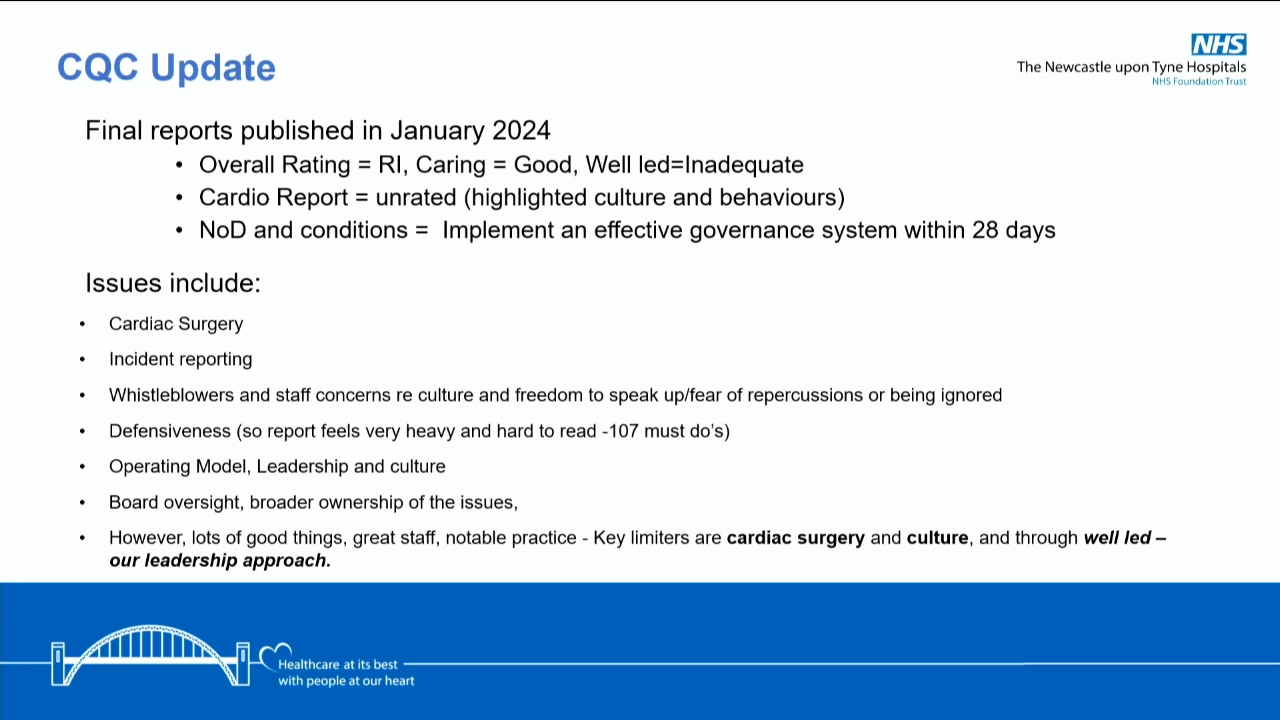 CQC Update
NHS
The Newcastle upon Tyne Hospitals
NHS Foundation Trust
Final reports published in January 2024
• Overall Rating = RI, Caring = Good, Well led=Inadequate
• Cardio Report = unrated (highlighted culture and behaviours)
• NoD and conditions =  Implement an effective governance system within 28 days
Issues include:
• Cardiac Surgery
• Incident reporting
• Whistleblowers and staff concerns re culture and freedom to speak up/fear of repercussions or being ignored
• Defensiveness (so report feels very heavy and hard to read -107 must do’s)
• Operating Model, Leadership and culture
• Board oversight, broader ownership of the issues,
• However, lots of good things, great staff, notable practice - Key limiters are cardiac surgery and culture, and through well led –
our leadership approach.
Healthcare at its best
with people at our heart